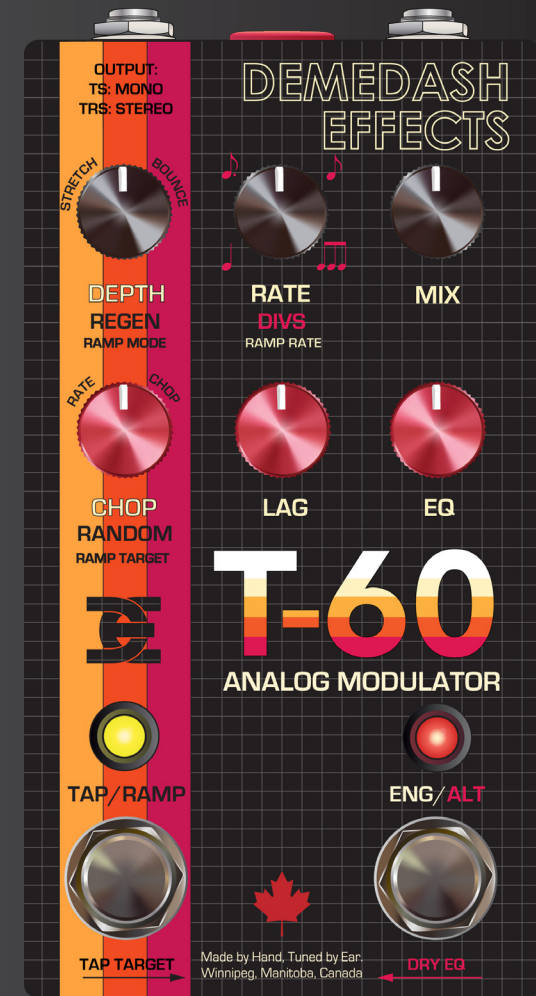 OUTPUT:
TS: MONO
TRS: STEREO
DEMEDASH
EFFECTS
STRETCH
BOUNCE
DEPTH
REGEN
RAMP MODE
RATE
DIVS
RAMP RATE
MIX
RATE
CHOP
CHOP
RANDOM
RAMP TARGET
LAG
EQ
T-60
ANALOG MODULATOR
TAP/RAMP
ENG/ALT
TAP TARGET
Made by Hand, Tuned by Ear.
Winnipeg, Manitoba, Canada
DRY EQ